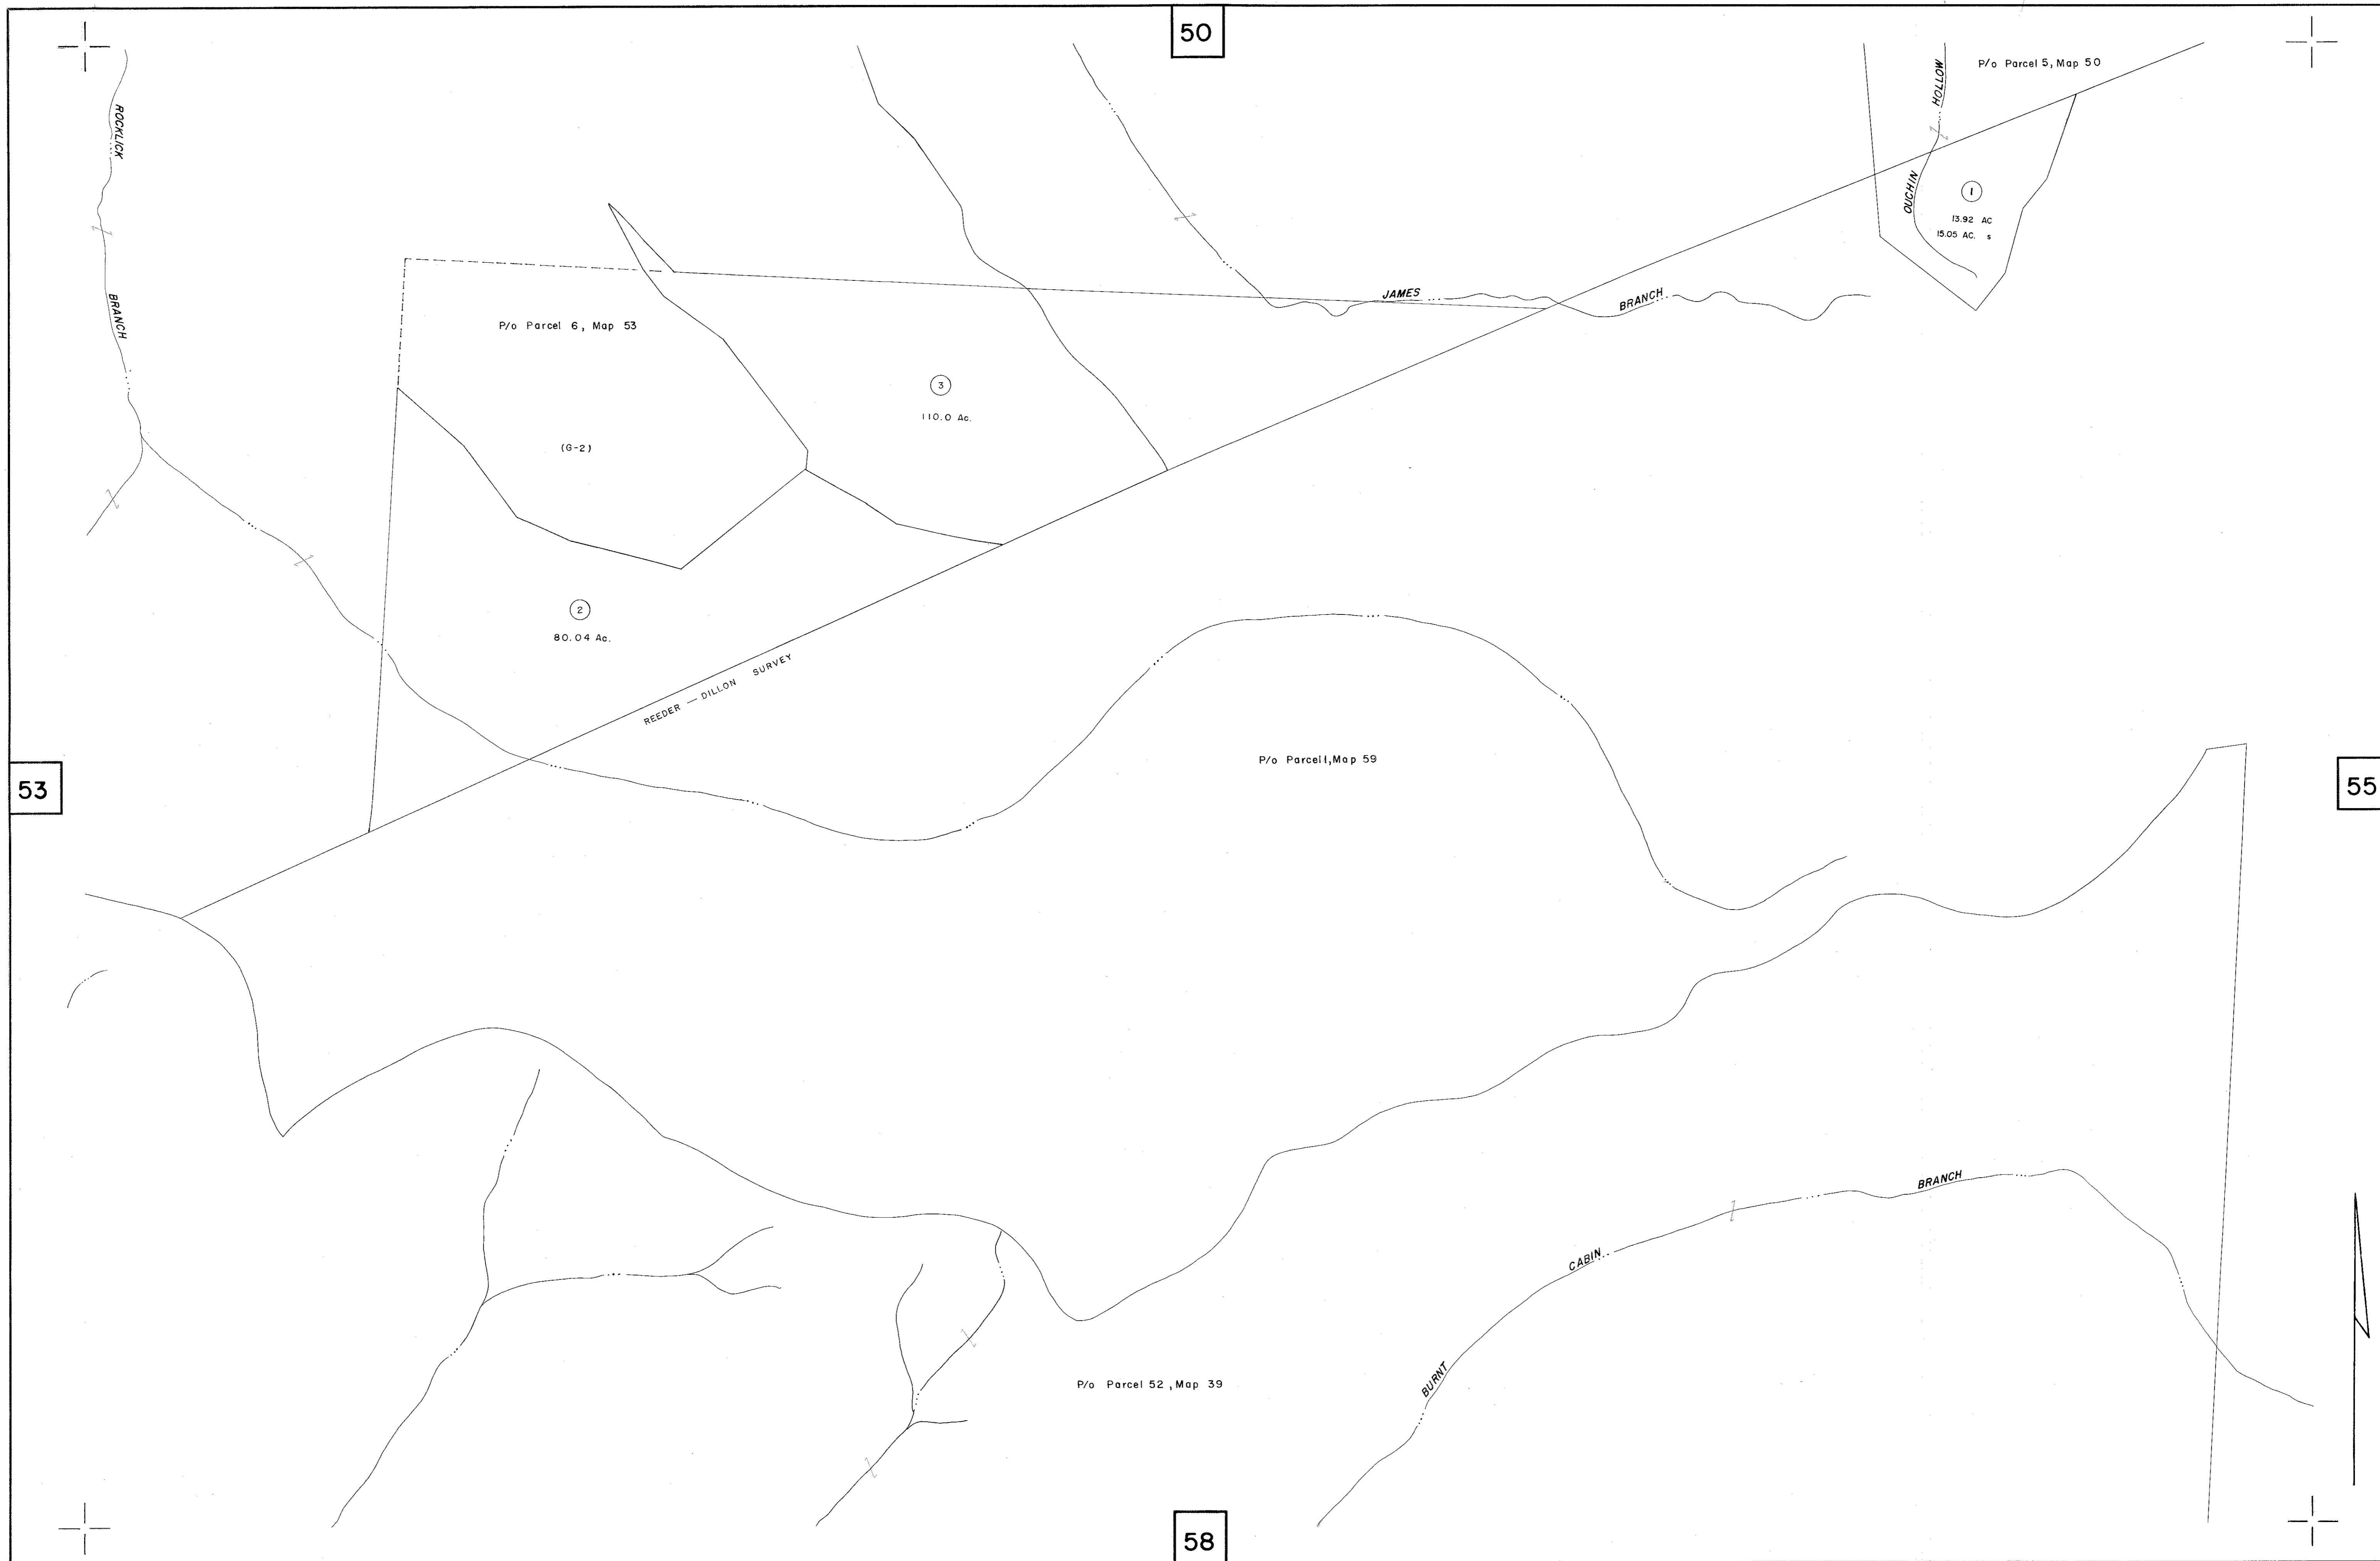 50
P/o Parcel 5, Map 50
ROCKLICK
BRANCH
OUCHIN HOLLOW
1
13.92 AC
15.05 AC. s
JAMES BRANCH
P/o Parcel 6, Map 53
(G-2)
3
110.0 Ac.
2
80.04 Ac.
REEDER — DILLON SURVEY
P/o Parcel 1, Map 59
53
55
BURNT CABIN BRANCH
P/o Parcel 52, Map 39
58